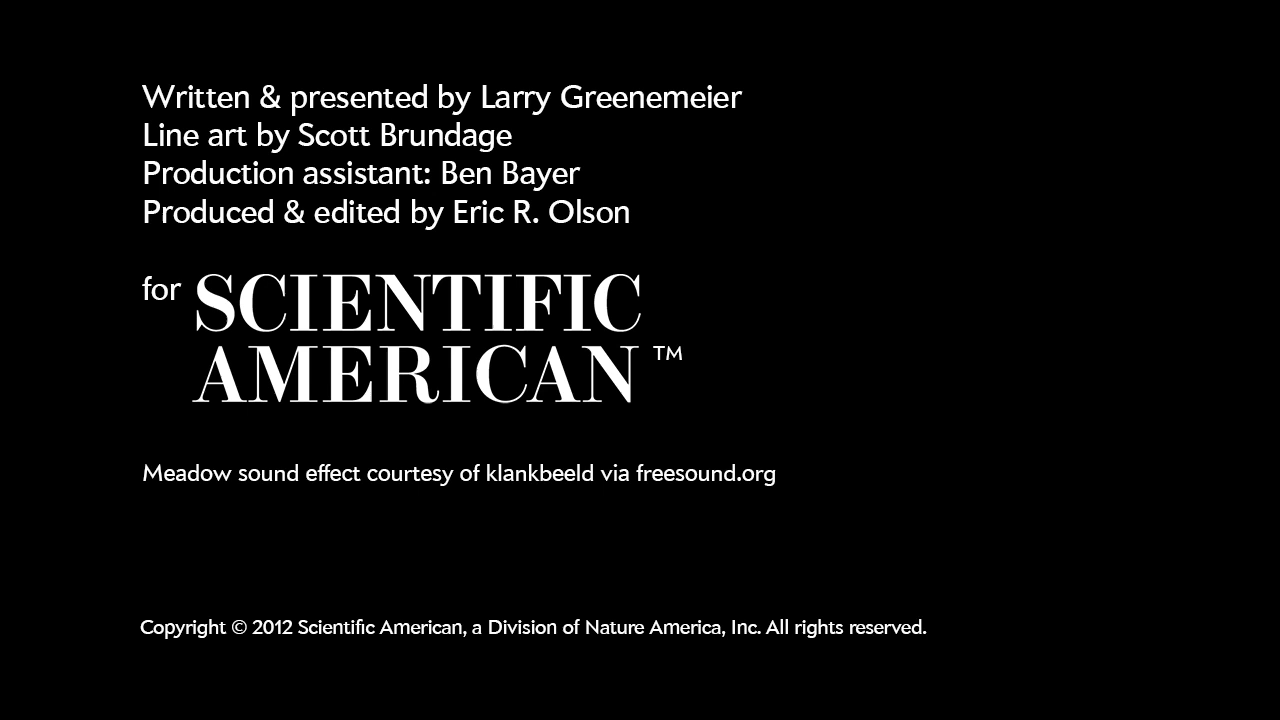 Written & presented by Larry Greenemeier
Line art by Scott Brundage
Production assistant: Ben Bayer
Produced & edited by Eric R. Olson
for SCIENTIFIC
AMERICAN ™
Meadow sound effect courtesy of klankbeeld via freesound.org
Copyright © 2012 Scientific American, a Division of Nature America, Inc. All rights reserved.